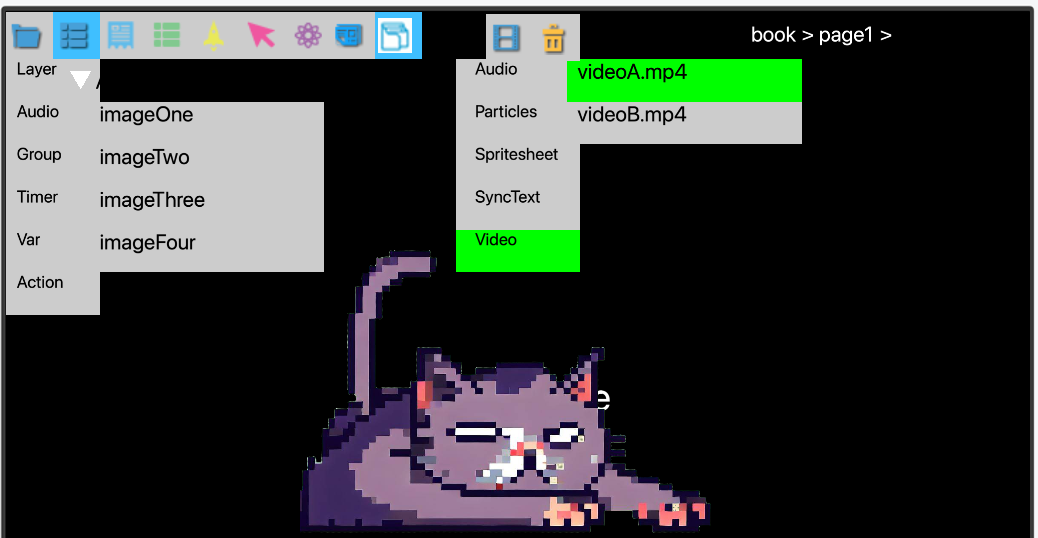 book > page1 >
Layer
Audio
Group
Timer
Var
Action
imageOne
imageTwo
imageThree
imageFour
Audio
Particles
Spritesheet
SyncText
Video
videoA.mp4
videoB.mp4